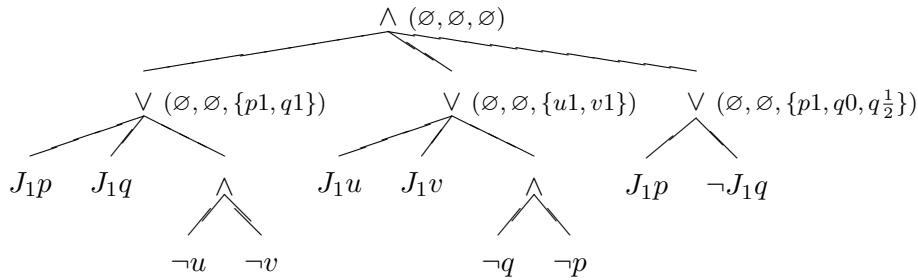 ∧ (∅, ∅, ∅)
∨ (∅, ∅, {p1, q1}) ∨ (∅, ∅, {u1, v1}) ∨ (∅, ∅, {p1, q0, q½})
J₁p J₁q ∧ J₁u J₁v ∧ J₁p ¬J₁q
¬u ¬v ¬q ¬p